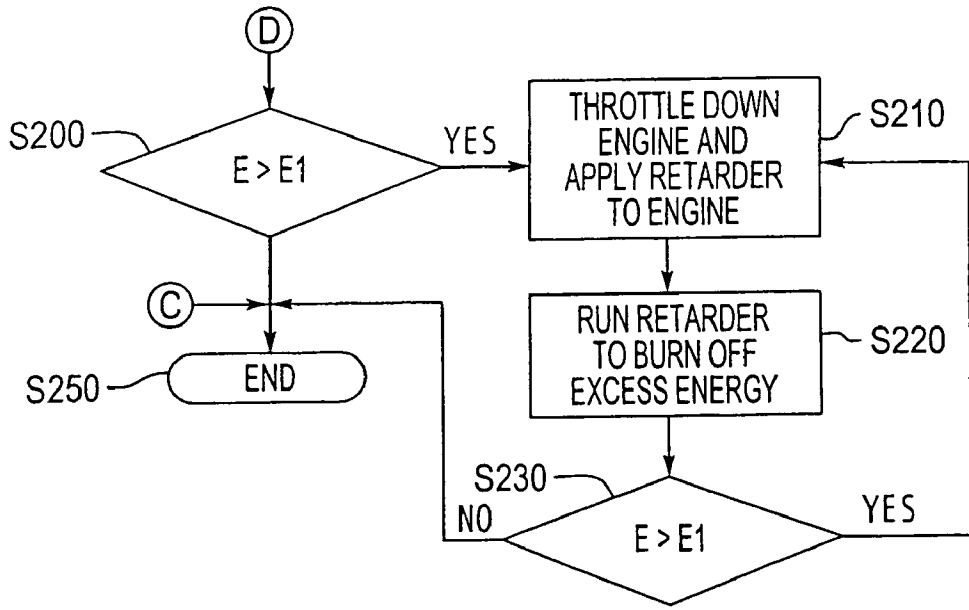 D
S200
E > E1
YES
THROTTLE DOWN
ENGINE AND
APPLY RETARDER
TO ENGINE
S210
C
RUN RETARDER
TO BURN OFF
EXCESS ENERGY
S220
S250
END
S230
NO
E > E1
YES